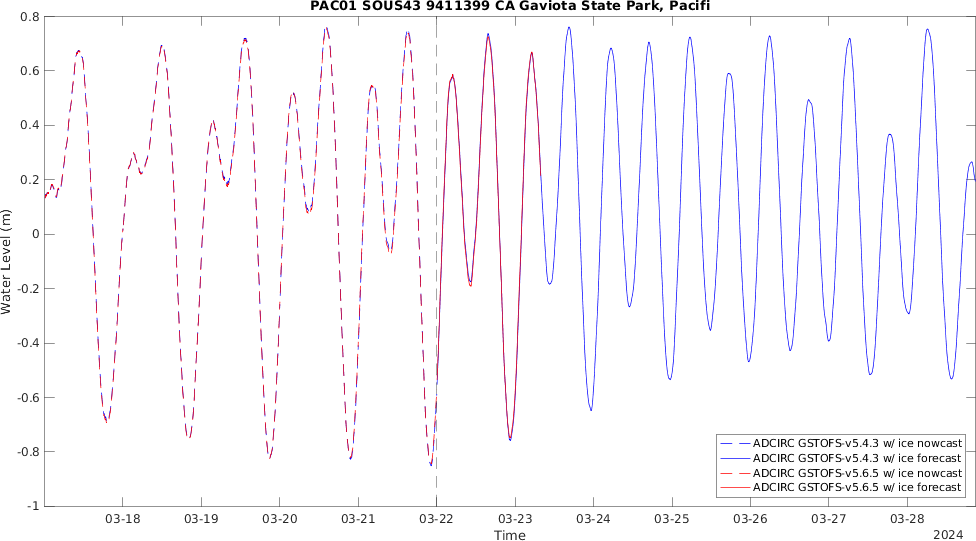 PAC01 SOUS43 9411399 CA Gaviota State Park, Pacifi
0.8
0.6
0.4
0.2
0
-0.2
-0.4
-0.6
-0.8
-1
Water Level (m)
03-18 03-19 03-20 03-21 03-22 03-23 03-24 03-25 03-26 03-27 03-28
Time
2024
ADCIRC GSTOFS-v5.4.3 w/ ice nowcast
ADCIRC GSTOFS-v5.4.3 w/ ice forecast
ADCIRC GSTOFS-v5.6.5 w/ ice nowcast
ADCIRC GSTOFS-v5.6.5 w/ ice forecast